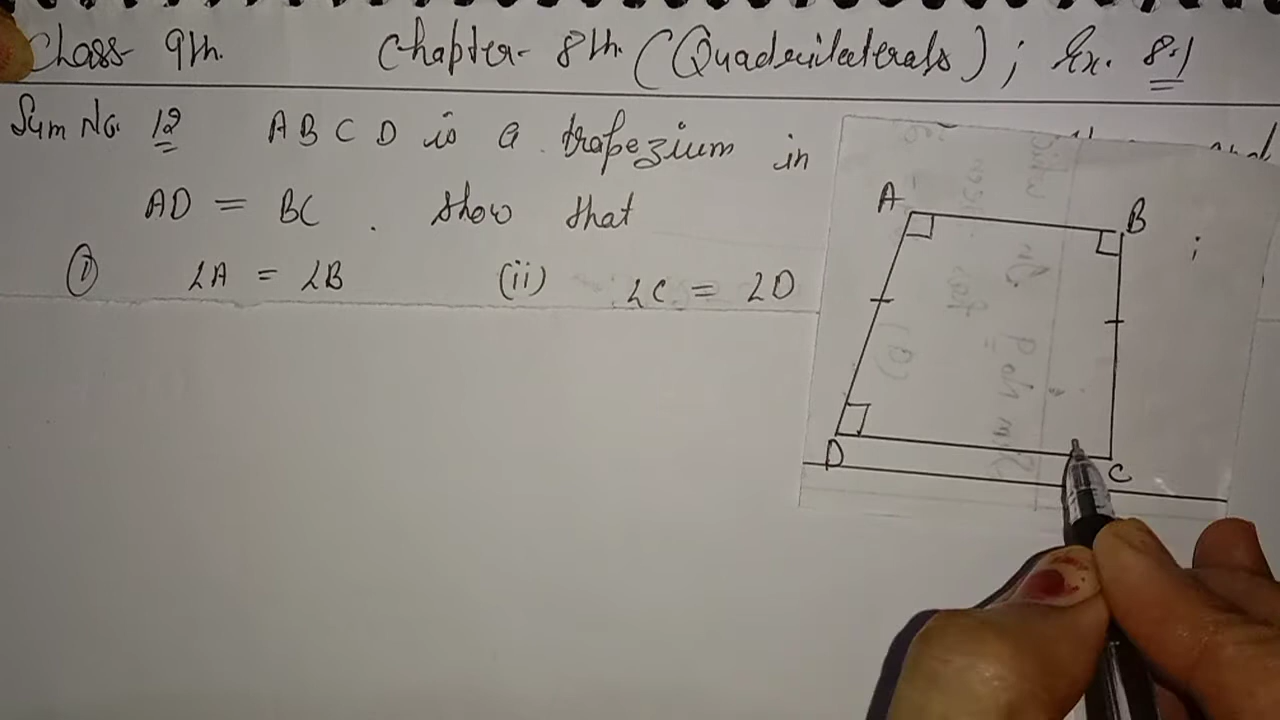 Class 9th. Chapter- 8th. (Quadrilaterals) ; Ex. 8.1
Sum No. 12 A B C D is a trapezium in
AD = BC . show that
(i) ∠A = ∠B (ii) ∠C = ∠D
A
B
;
D
C